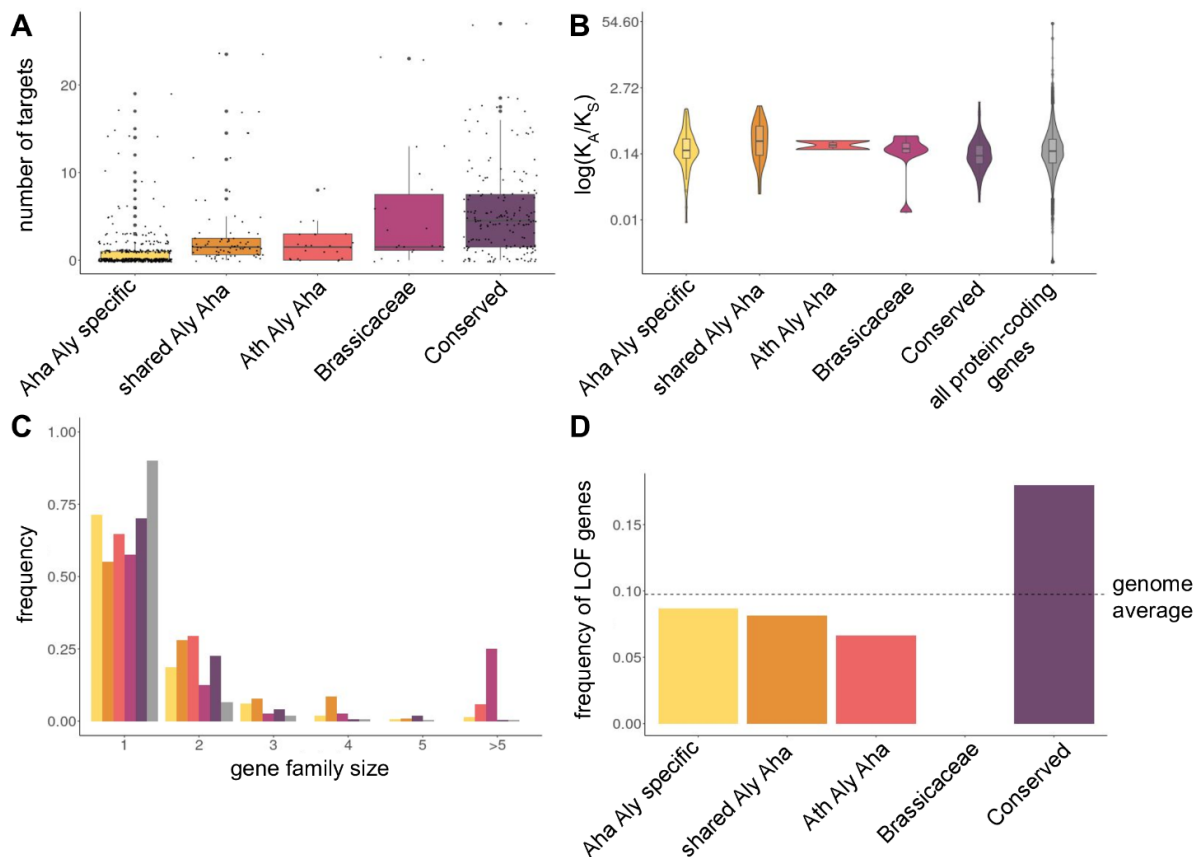 A
number of targets
20
10
0
Aha Aly specific
shared Aly Aha
Ath Aly Aha
Brassicaceae
Conserved
B
log(KA/KS)
54.60
2.72
0.14
0.01
Aha Aly specific
shared Aly Aha
Ath Aly Aha
Brassicaceae
Conserved
all protein-coding
genes
C
frequency
1.00
0.75
0.50
0.25
0.00
1 2 3 4 5 >5
gene family size
D
frequency of LOF genes
0.15
0.10
0.05
0.00
genome
average
Aha Aly specific
shared Aly Aha
Ath Aly Aha
Brassicaceae
Conserved